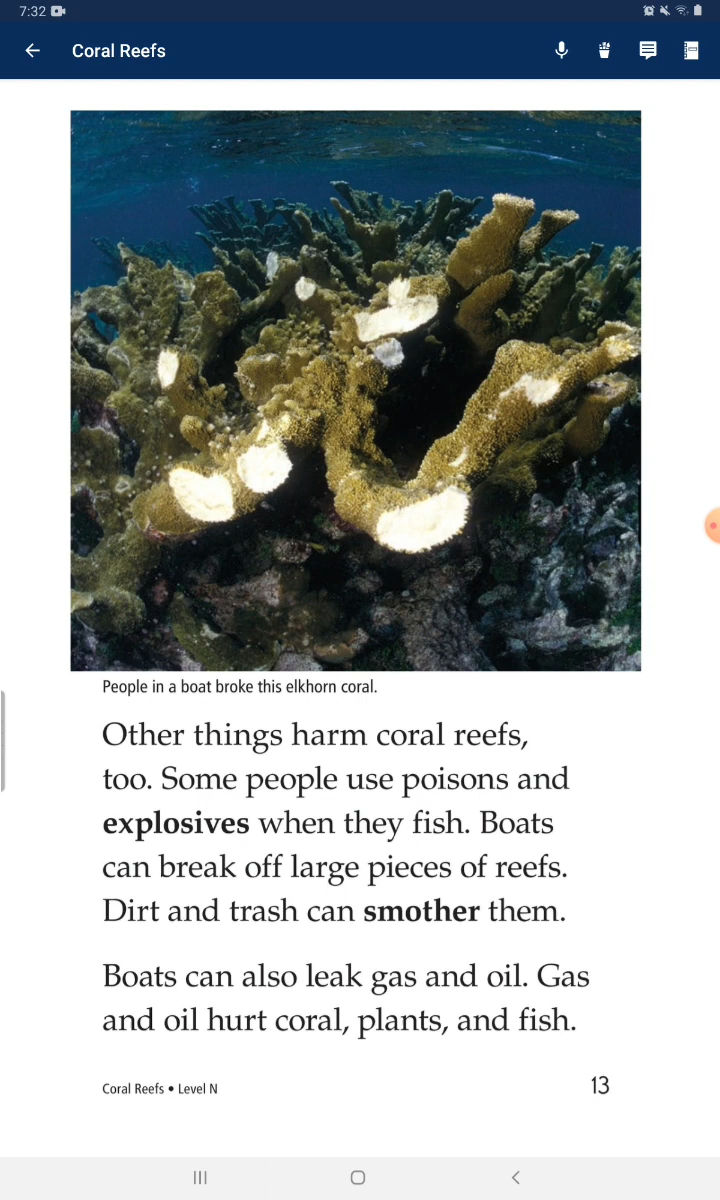 7:32
Coral Reefs
People in a boat broke this elkhorn coral.
Other things harm coral reefs,
too. Some people use poisons and
explosives when they fish. Boats
can break off large pieces of reefs.
Dirt and trash can smother them.
Boats can also leak gas and oil. Gas
and oil hurt coral, plants, and fish.
Coral Reefs • Level N
13